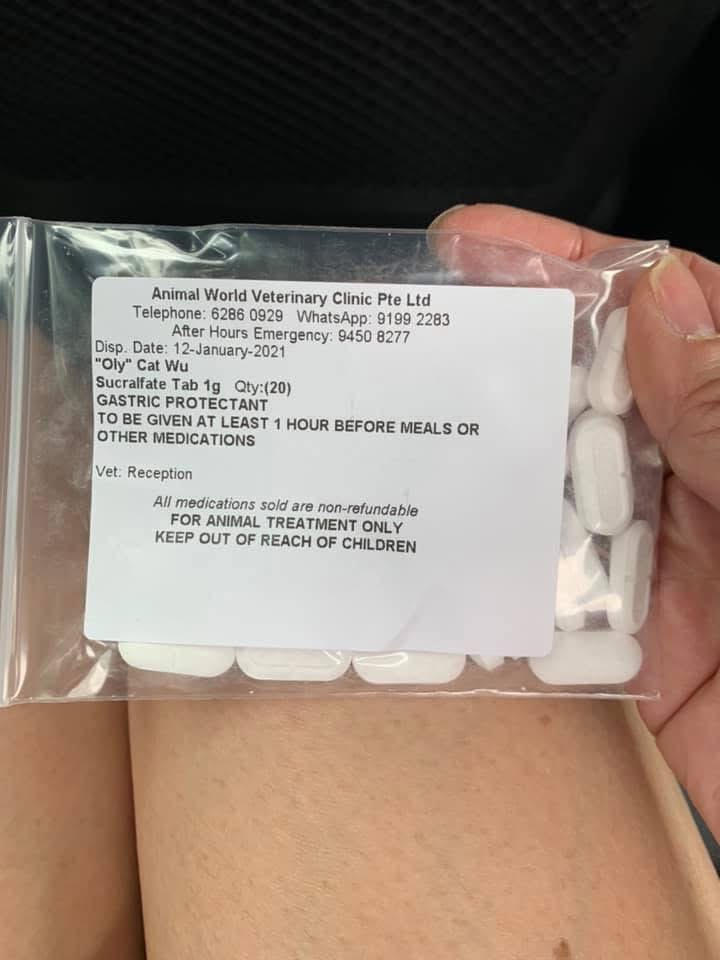 Animal World Veterinary Clinic Pte Ltd
Telephone: 6286 0929 WhatsApp: 9199 2283
After Hours Emergency: 9450 8277
Disp. Date: 12-January-2021
"Oly" Cat Wu
Sucralfate Tab 1g Qty:(20)
GASTRIC PROTECTANT
TO BE GIVEN AT LEAST 1 HOUR BEFORE MEALS OR
OTHER MEDICATIONS
Vet: Reception
All medications sold are non-refundable
FOR ANIMAL TREATMENT ONLY
KEEP OUT OF REACH OF CHILDREN